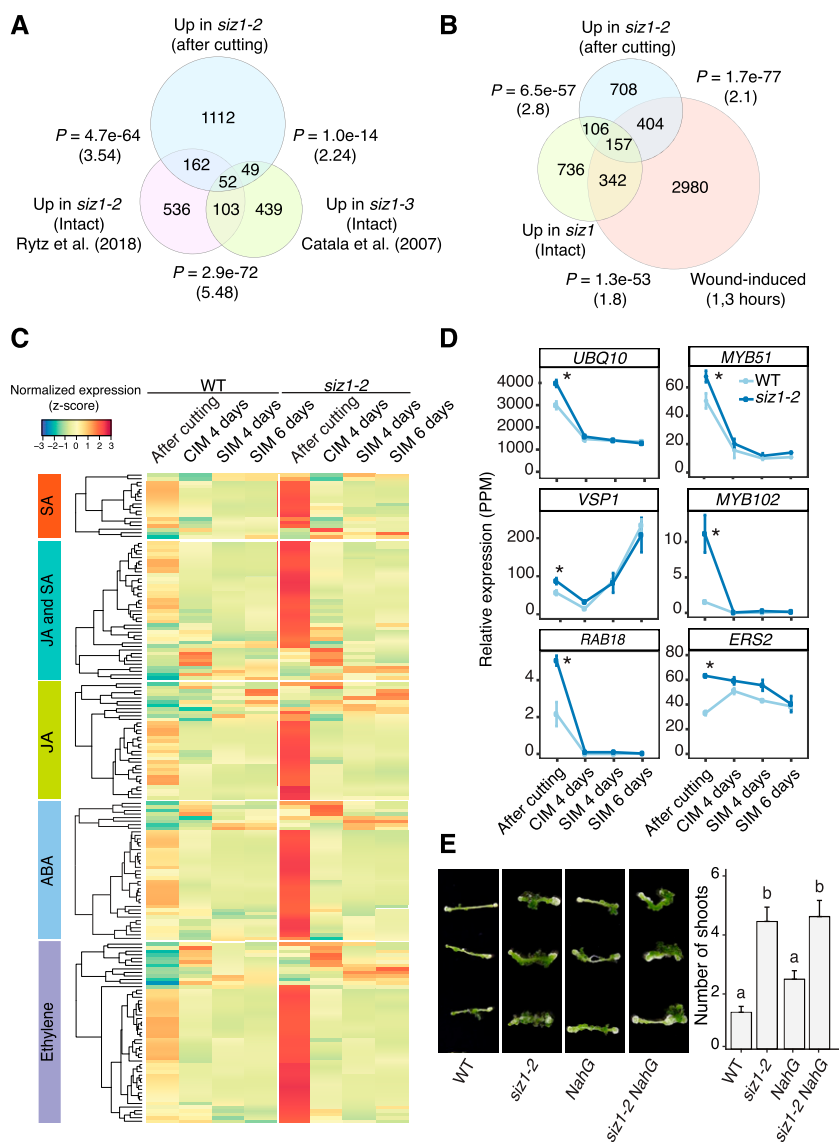 A
Up in siz1-2
(after cutting)
1112
P = 4.7e-64
(3.54)
P = 1.0e-14
(2.24)
162
49
52
536
103
439
Up in siz1-2
(Intact)
Rytz et al. (2018)
Up in siz1-3
(Intact)
Catala et al. (2007)
P = 2.9e-72
(5.48)
B
Up in siz1-2
(after cutting)
P = 6.5e-57
(2.8)
P = 1.7e-77
(2.1)
708
106
404
157
736
342
2980
Up in siz1
(Intact)
P = 1.3e-53
(1.8)
Wound-induced
(1,3 hours)
C
Normalized expression
(z-score)
−3 −2 −1 0 1 2 3
WT
siz1-2
After cutting
CIM 4 days
SIM 4 days
SIM 6 days
After cutting
CIM 4 days
SIM 4 days
SIM 6 days
SA
JA and SA
JA
ABA
Ethylene
D
Relative expression (PPM)
UBQ10
4000
3000
2000
1000
0
*
MYB51
60
40
20
0
*
WT
siz1-2
VSP1
200
100
0
*
MYB102
10
5
0
*
RAB18
4
2
0
*
ERS2
80
60
40
20
0
*
After cutting
CIM 4 days
SIM 4 days
SIM 6 days
After cutting
CIM 4 days
SIM 4 days
SIM 6 days
E
WT
siz1-2
NahG
siz1-2 NahG
Number of shoots
6
4
2
0
a
b
a
b
WT
siz1-2
NahG
siz1-2 NahG